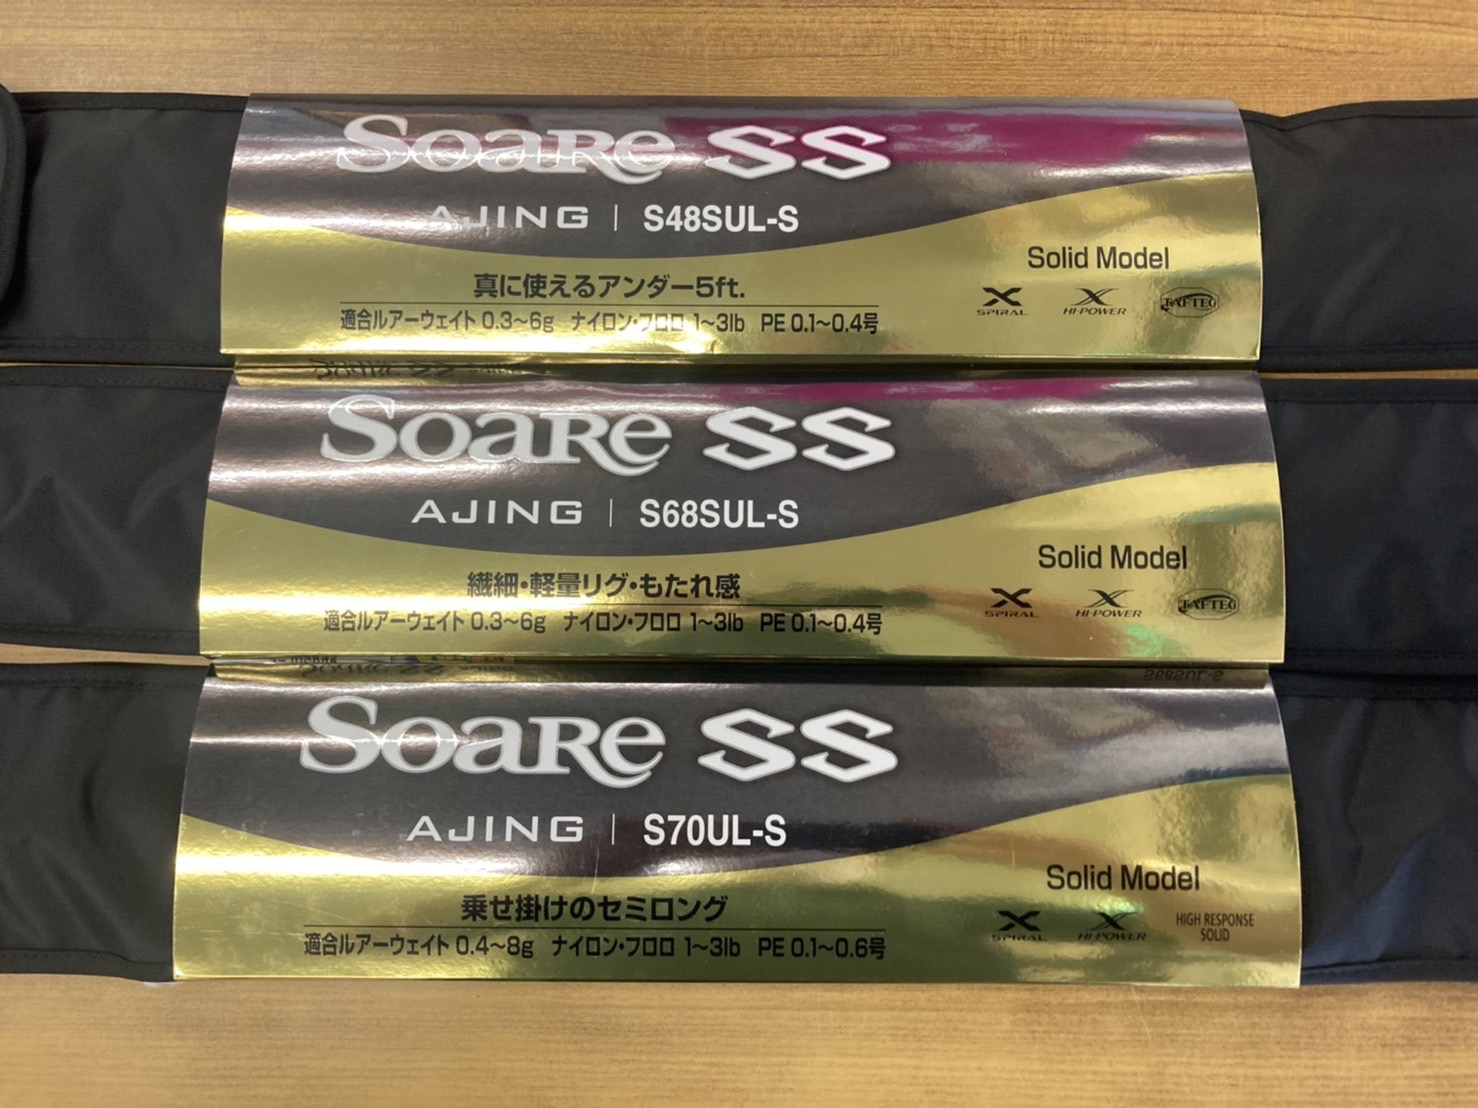 Soare SS
AJING | S48SUL-S
Solid Model
真に使えるアンダー5ft.
適合ルアーウェイト 0.3~6g ナイロン・フロロ 1~3lb PE 0.1~0.4号
X SPIRAL HI-POWER X TAFTEC
Soare SS
AJING | S68SUL-S
Solid Model
繊細・軽量リグ・もたれ感
適合ルアーウェイト 0.3~6g ナイロン・フロロ 1~3lb PE 0.1~0.4号
X SPIRAL HI-POWER X TAFTEC
S68SUL-S
Soare SS
AJING | S70UL-S
Solid Model
乗せ掛けのセミロング
適合ルアーウェイト 0.4~8g ナイロン・フロロ 1~3lb PE 0.1~0.6号
X SPIRAL HI-POWER X HIGH RESPONSE
SOLID